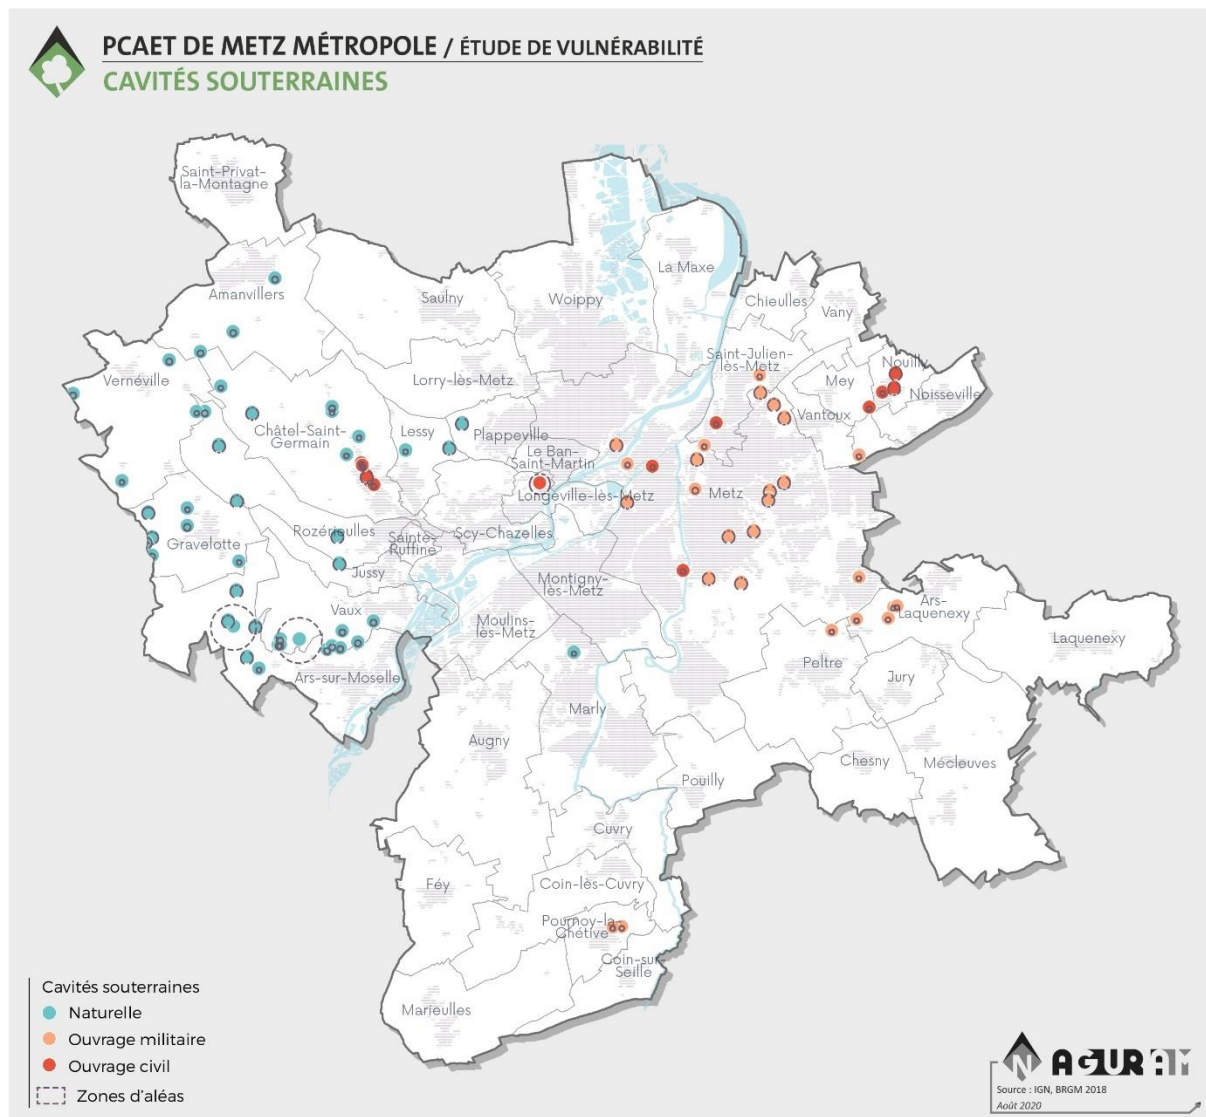 PCAET DE METZ MÉTROPOLE / ÉTUDE DE VULNÉRABILITÉ
CAVITÉS SOUTERRAINES
Saint-Privat-
la-Montagne
Amanvillers
Saulny
Woippy
La Maxe
Chieulles
Vany
Vernéville
Lorry-lès-Metz
Saint-Julien-
lès-Metz
Mey
Nouilly
Noisseville
Vantoux
Châtel-Saint-
Germain
Lessy
Plappeville
Le Ban-
Saint-Martin
Longeville-lès-Metz
Metz
Gravelotte
Rozérieulles
Sainte-
Ruffine
Scy-Chazelles
Jussy
Vaux
Montigny-
lès-Metz
Moulins-
lès-Metz
Ars-
Laquenexy
Laquenexy
Peltre
Jury
Ars-sur-Moselle
Marly
Augny
Pouilly
Chesny
Mécleuves
Cuvry
Féy
Coin-lès-Cuvry
Pournoy-la-
Chétive
Coin-sur-
Seille
Marieulles
Cavités souterraines
Naturelle
Ouvrage militaire
Ouvrage civil
Zones d'aléas
N AGURAM
Source : IGN, BRGM 2018
Août 2020